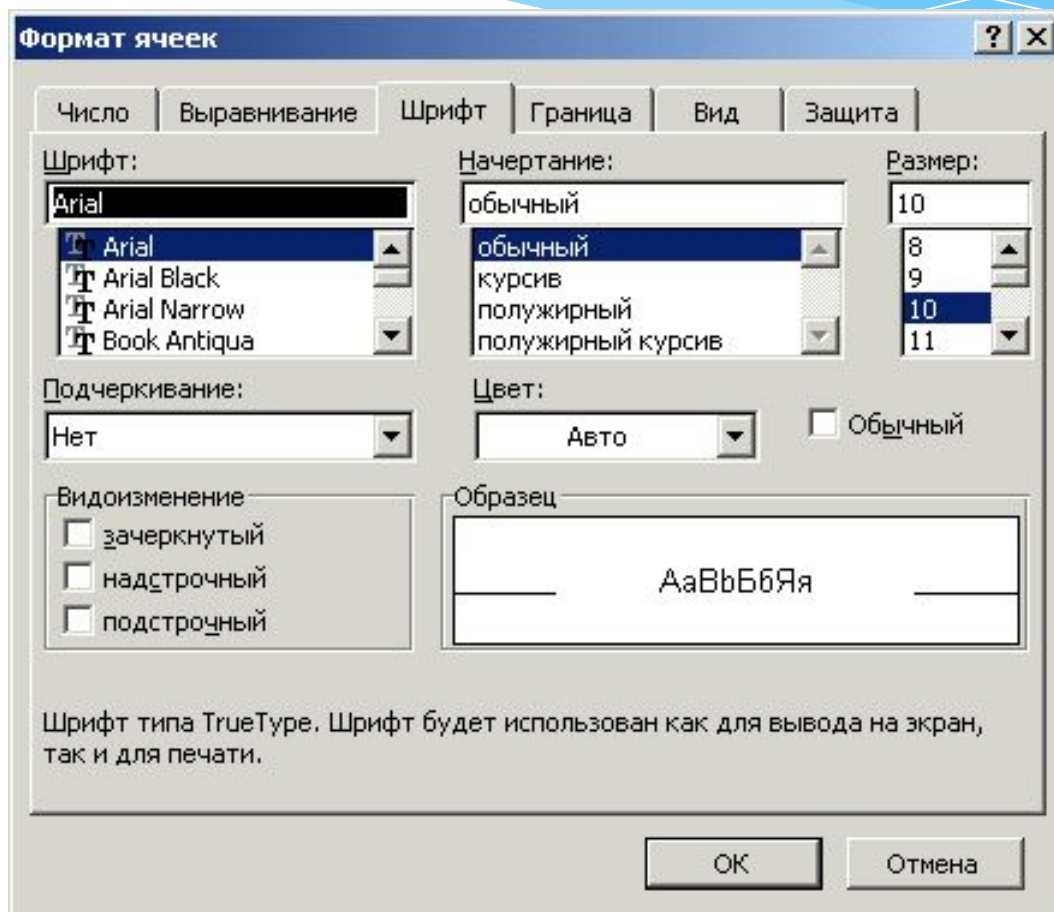 Формат ячеек
Число Выравнивание Шрифт Граница Вид Защита
Шрифт: Начертание: Размер:
Arial обычный 10
Arial обычный 8
Arial Black курсив 9
Arial Narrow полужирный 10
Book Antiqua полужирный курсив 11
Подчеркивание: Цвет:
Нет Авто Обычный
Видоизменение Образец
зачеркнутый
надстрочный АаВbБбЯя
подстрочный
Шрифт типа TrueType. Шрифт будет использован как для вывода на экран,
так и для печати.
ОК Отмена